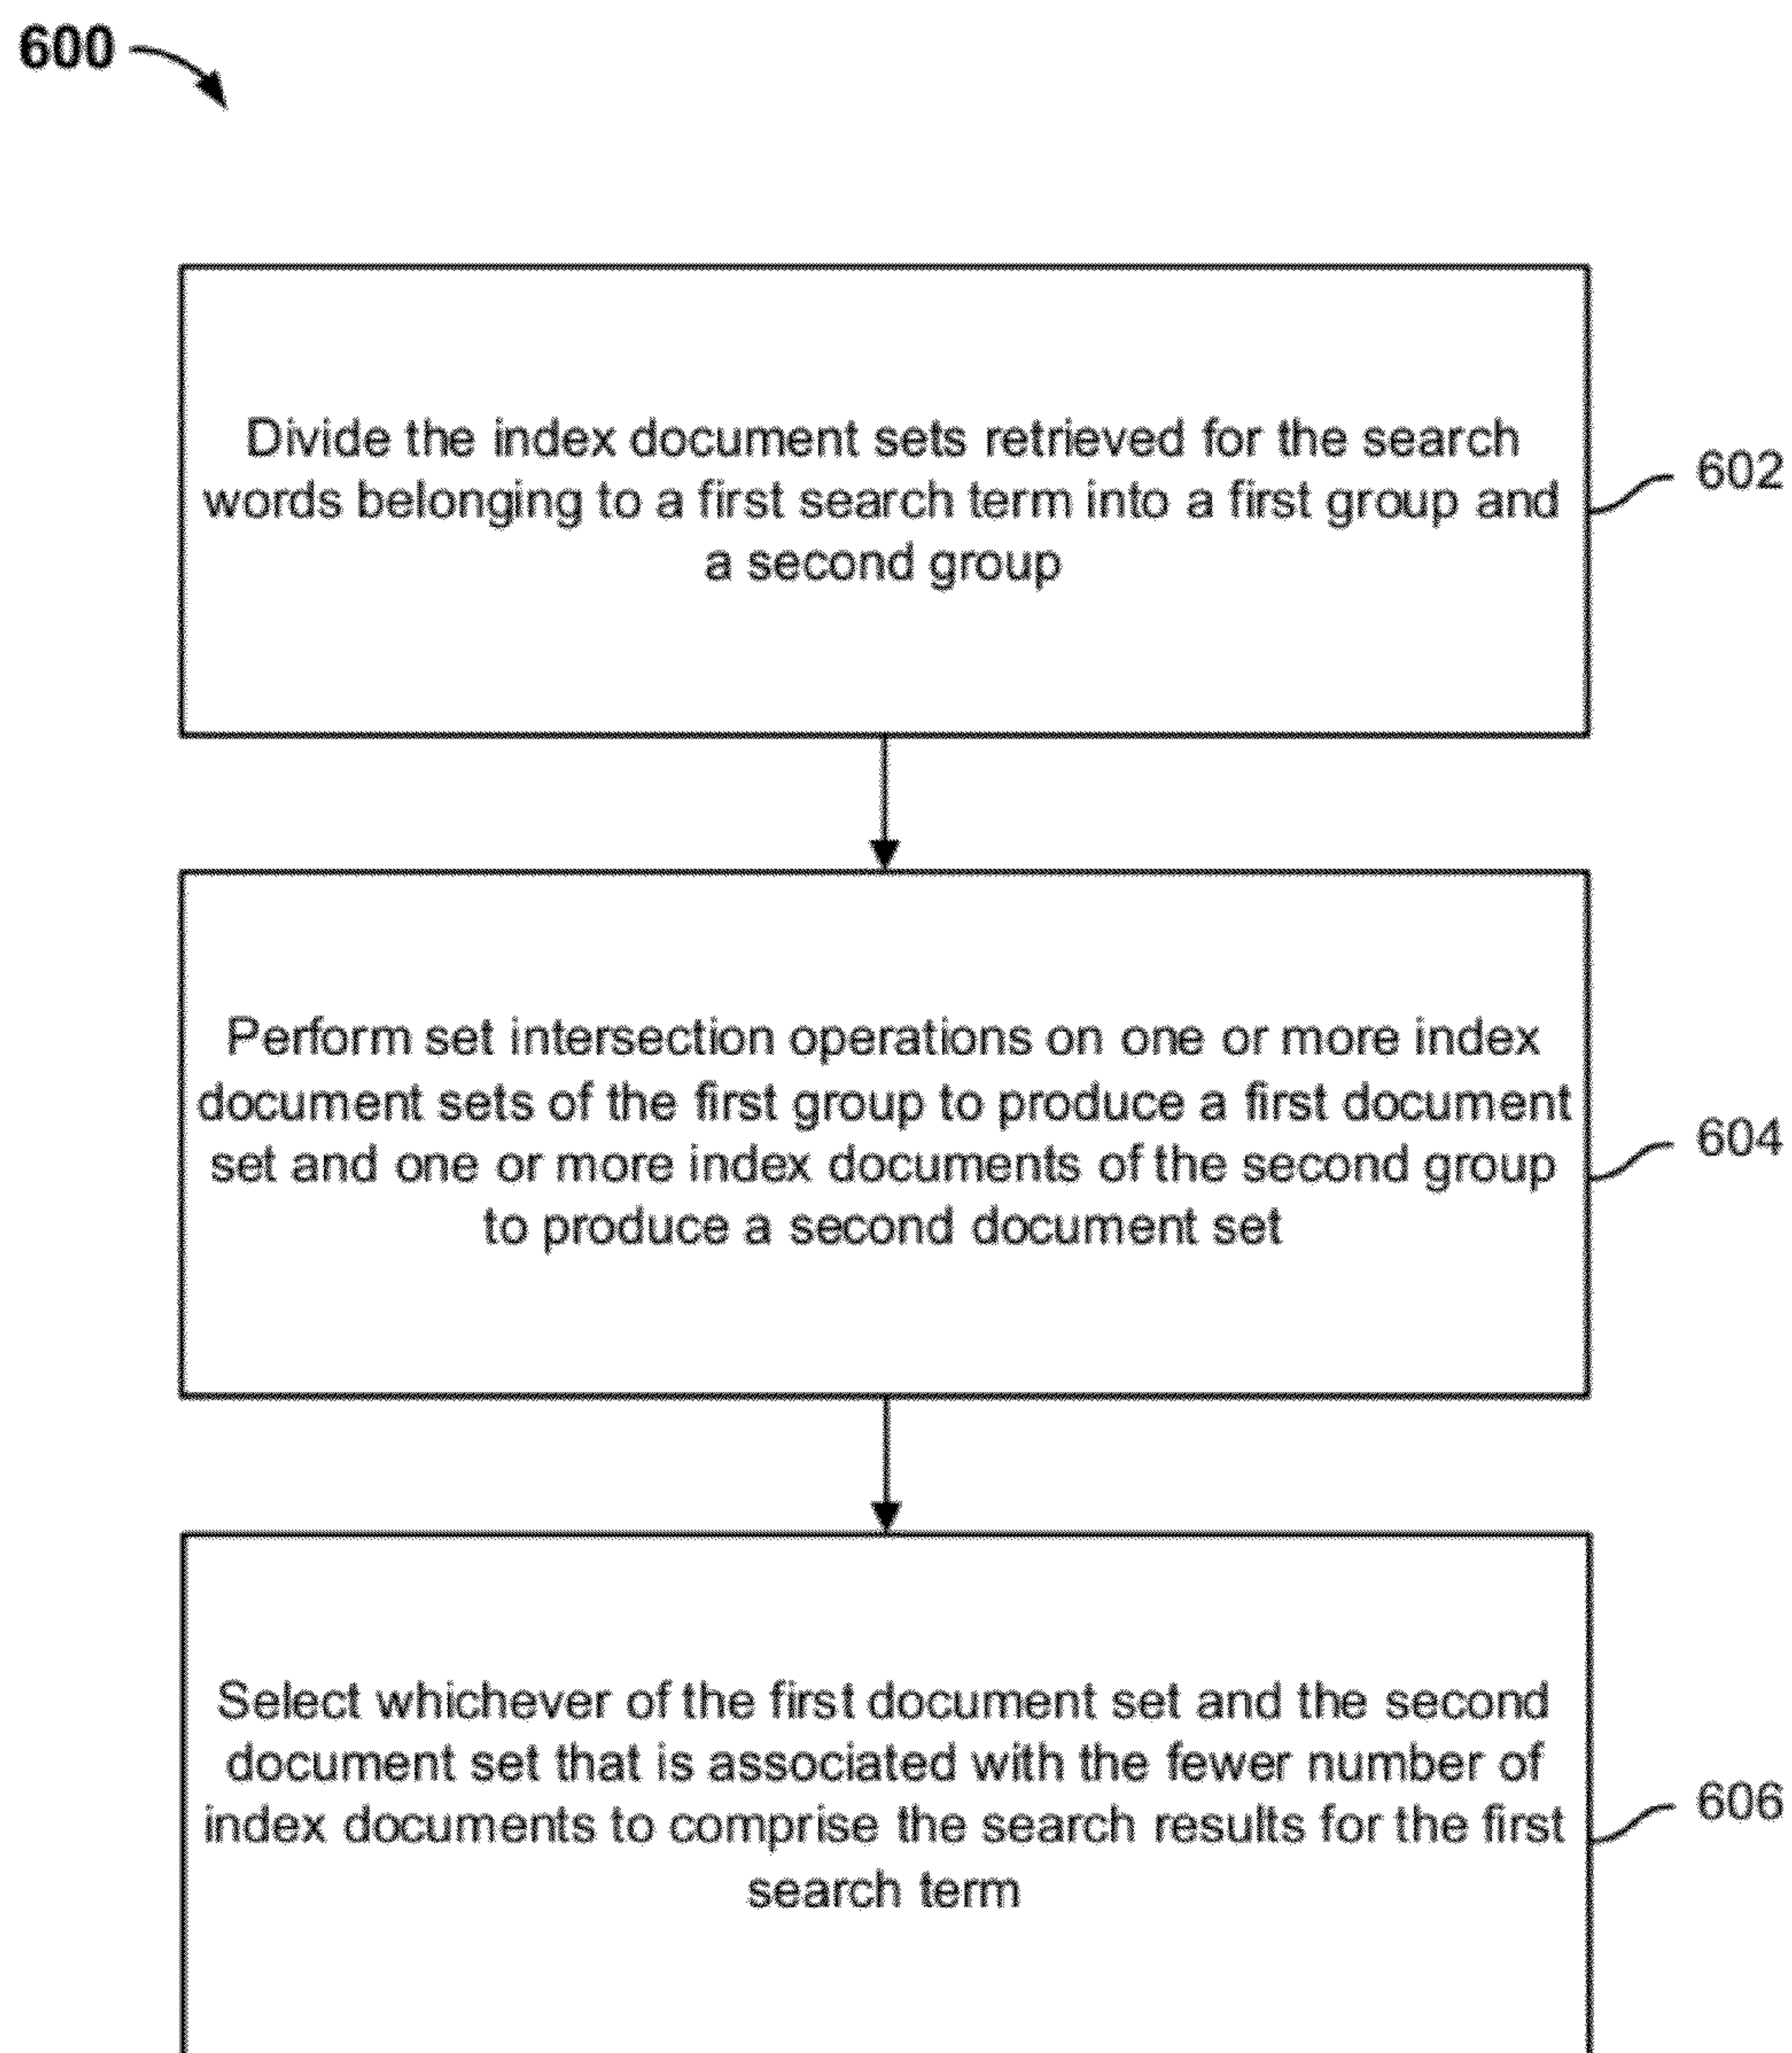 600
Divide the index document sets retrieved for the search
words belonging to a first search term into a first group and
a second group
602
Perform set intersection operations on one or more index
document sets of the first group to produce a first document
set and one or more index documents of the second group
to produce a second document set
604
Select whichever of the first document set and the second
document set that is associated with the fewer number of
index documents to comprise the search results for the first
search term
606